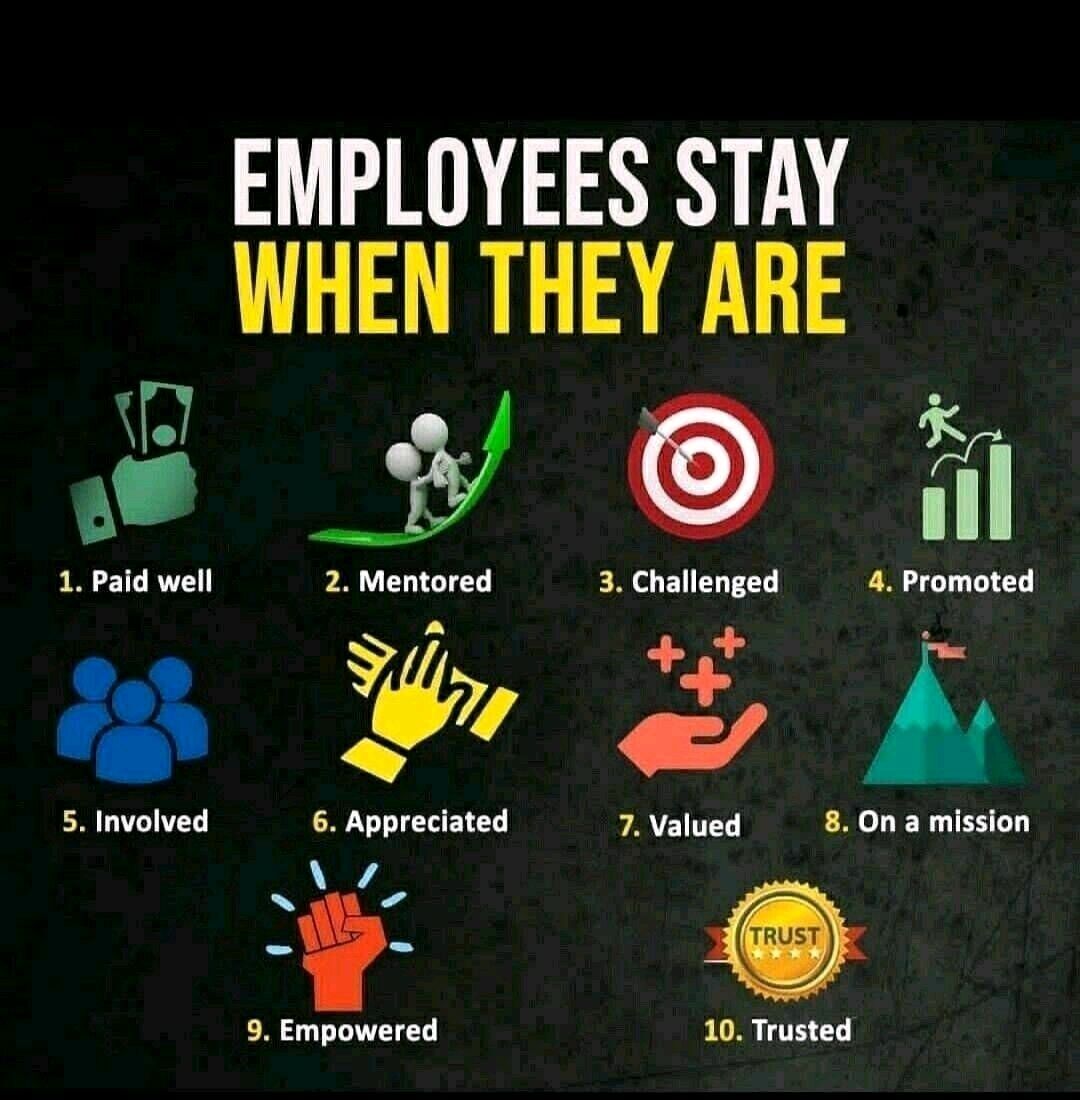 EMPLOYEES STAY
WHEN THEY ARE
1. Paid well
2. Mentored
3. Challenged
4. Promoted
5. Involved
6. Appreciated
7. Valued
8. On a mission
TRUST
9. Empowered
10. Trusted